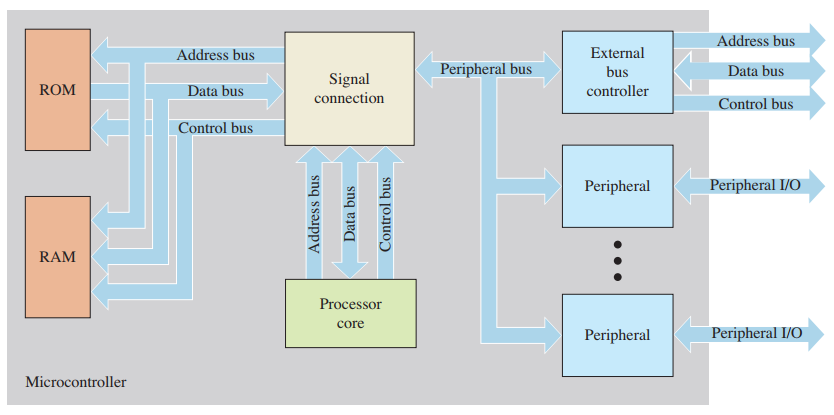 ROM
Address bus
Data bus
Control bus
Signal
connection
Peripheral bus
External
bus
controller
Address bus
Data bus
Control bus
RAM
Address bus
Data bus
Control bus
Processor
core
Peripheral
Peripheral I/O
Peripheral
Peripheral I/O
Microcontroller